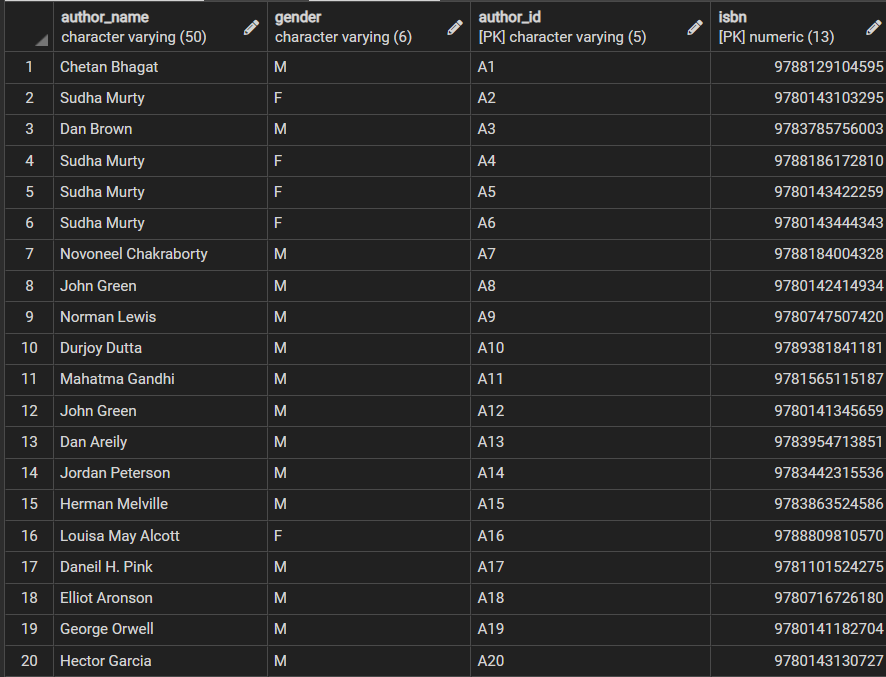 author_name gender author_id isbn
character varying (50) character varying (6) [PK] character varying (5) [PK] numeric (13)
1 Chetan Bhagat M A1 9788129104595
2 Sudha Murty F A2 9780143103295
3 Dan Brown M A3 9783785756003
4 Sudha Murty F A4 9788186172810
5 Sudha Murty F A5 9780143422259
6 Sudha Murty F A6 9780143444343
7 Novoneel Chakraborty M A7 9788184004328
8 John Green M A8 9780142414934
9 Norman Lewis M A9 9780747507420
10 Durjoy Dutta M A10 9789381841181
11 Mahatma Gandhi M A11 9781565115187
12 John Green M A12 9780141345659
13 Dan Areily M A13 9783954713851
14 Jordan Peterson M A14 9783442315536
15 Herman Melville M A15 9783863524586
16 Louisa May Alcott F A16 9788809810570
17 Daneil H. Pink M A17 9781101524275
18 Elliot Aronson M A18 9780716726180
19 George Orwell M A19 9780141182704
20 Hector Garcia M A20 9780143130727